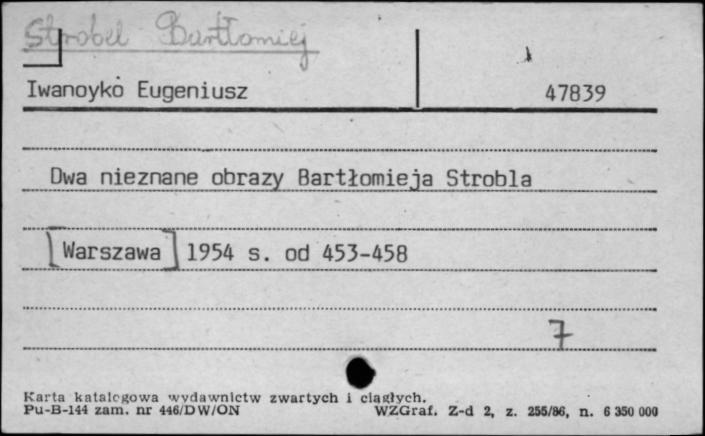 Strobel Bartłomiej
Iwanoyko Eugeniusz 47839
Dwa nieznane obrazy Bartłomieja Strobla
[Warszawa] 1954 s. od 453-458
7
Karta katalogowa wydawnictw zwartych i ciągłych.
Pu-B-144 zam. nr 446/DW/ON WZGraf. Z-d 2, z. 255/86, n. 6 350 000